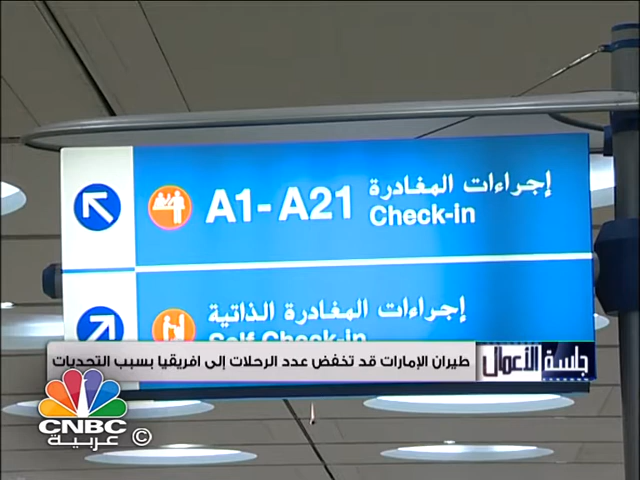 إجراءات المغادرة
A1-A21 Check-in
إجراءات المغادرة الذاتية
Self Check-in
جلسة الأعمال
طيران الإمارات قد تخفض عدد الرحلات إلى افريقيا بسبب التحديات
CNBC
عربية ©